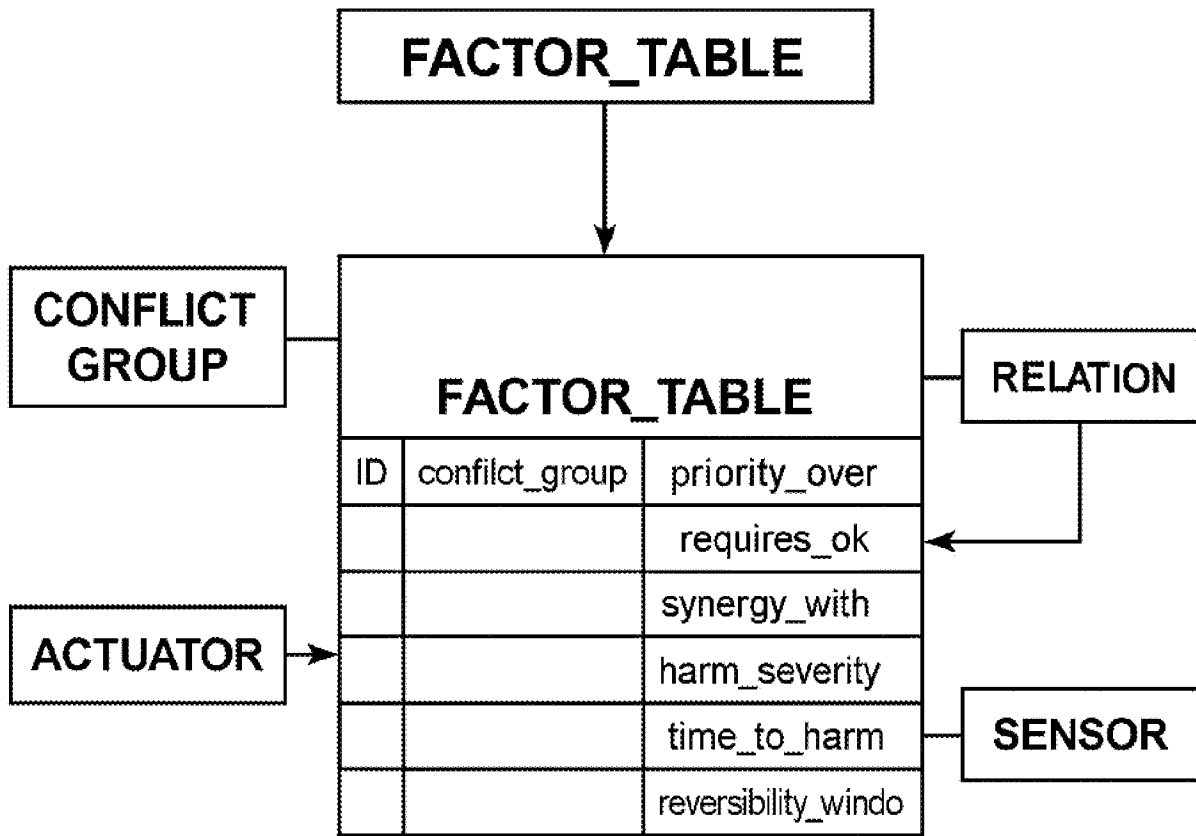 FACTOR_TABLE
CONFLICT
GROUP
FACTOR_TABLE
RELATION
ID confilct_group priority_over
requires_ok
synergy_with
ACTUATOR
harm_severity
time_to_harm
SENSOR
reversibility_windo